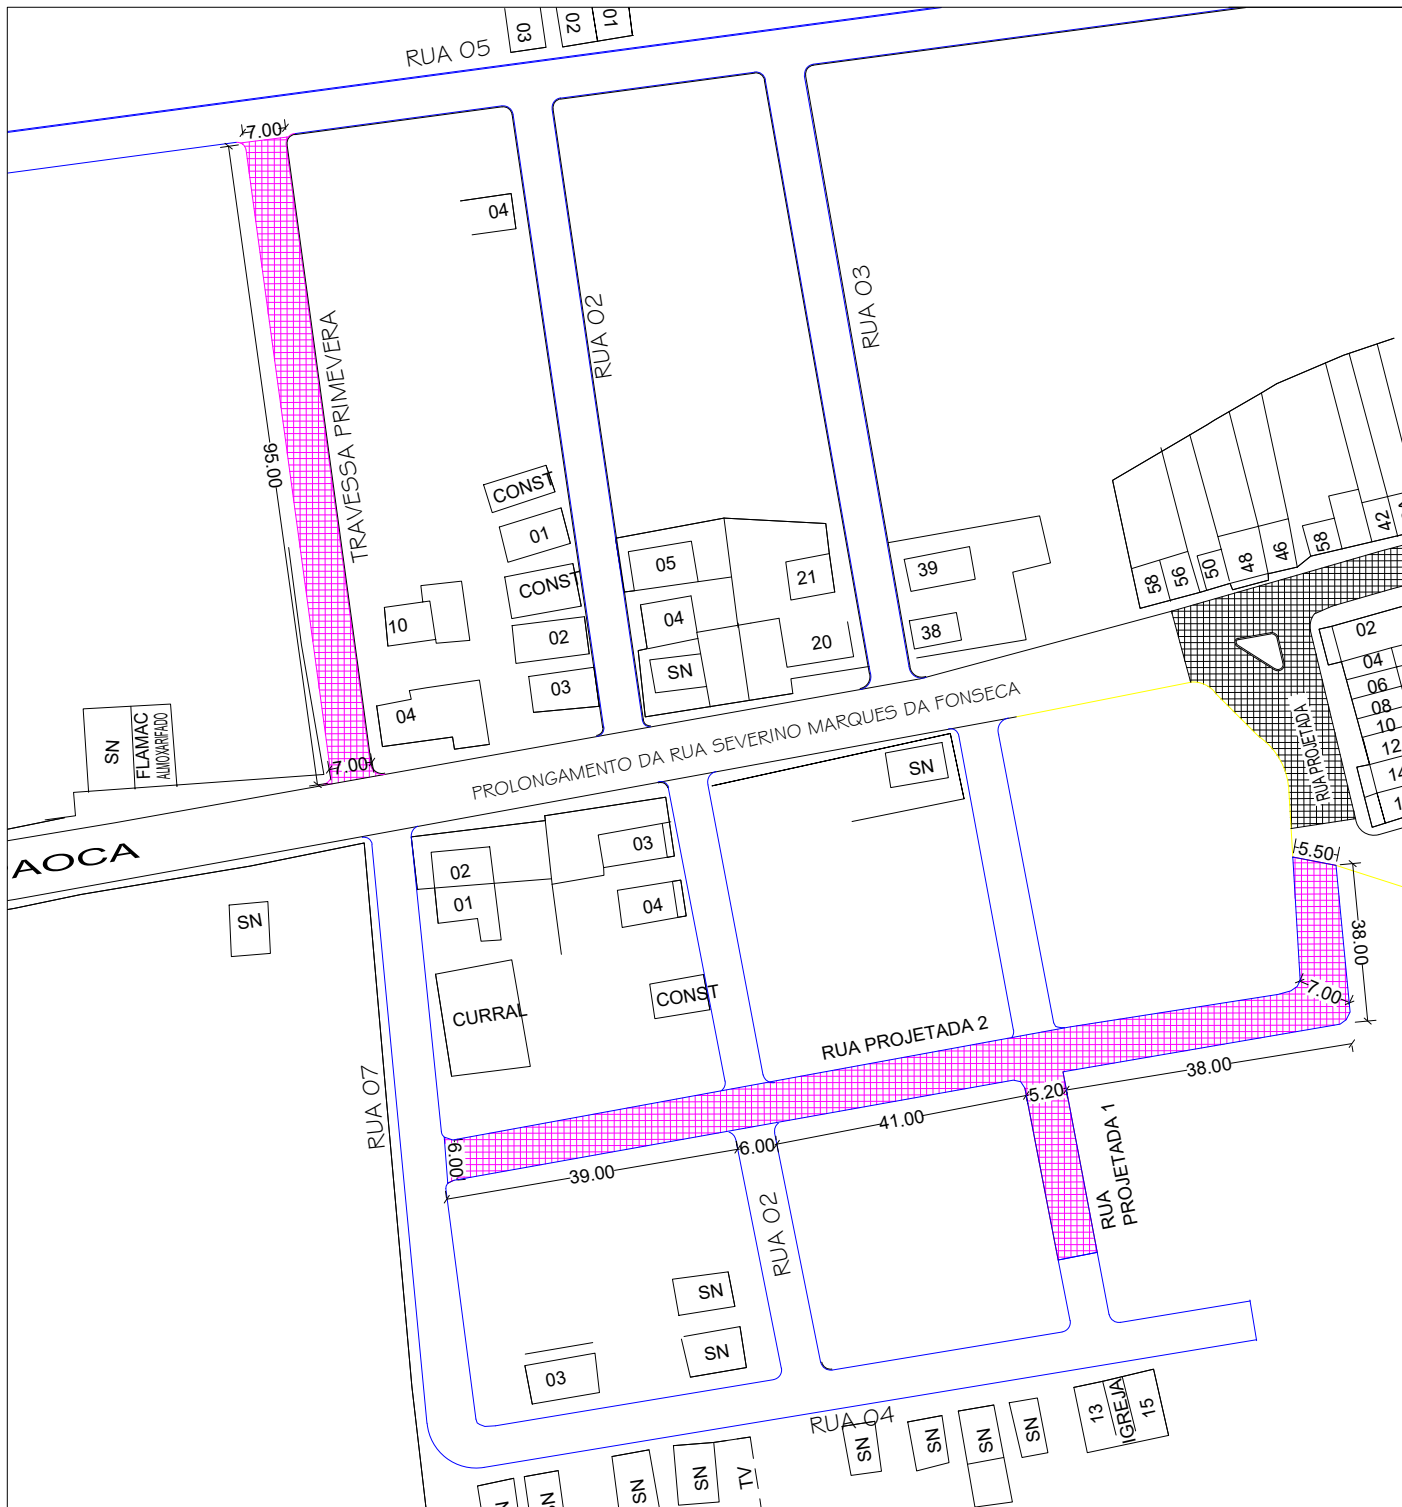 03
02
01
RUA 05
7.00
04
RUA 02
RUA 03
TRAVESSA PRIMEVERA
95.00
CONST
01
CONST
02
03
10
04
05
04
SN
21
20
39
38
58
56
50
48
46
58
42
02
04
06
08
10
12
RUA PROJETADA
SN
FLAMAC
ALMOXARIFADO
7.00
PROLONGAMENTO DA RUA SEVERINO MARQUES DA FONSECA
SN
AOCA
02
01
03
04
SN
CURRAL
CONST
5.50
38.00
7.00
RUA PROJETADA 2
38.00
5.20
41.00
6.00
39.00
6.00
RUA 07
RUA 02
RUA
PROJETADA 1
SN
SN
03
RUA 04
13
IGREJA
15
SN
SN
SN
SN
SN
SN
TV
SN
SN